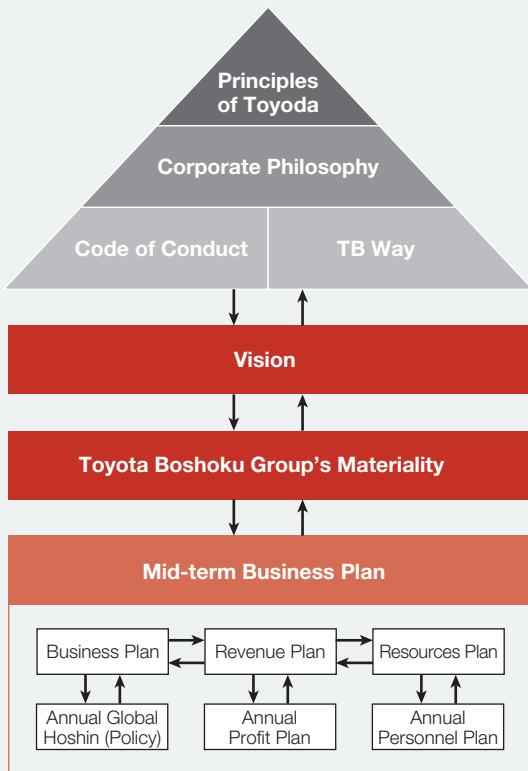 Principles
of Toyoda
Corporate Philosophy
Code of Conduct
TB Way
Vision
Toyota Boshoku Group’s Materiality
Mid-term Business Plan
Business Plan
Revenue Plan
Resources Plan
Annual Global
Hoshin (Policy)
Annual
Profit Plan
Annual
Personnel Plan